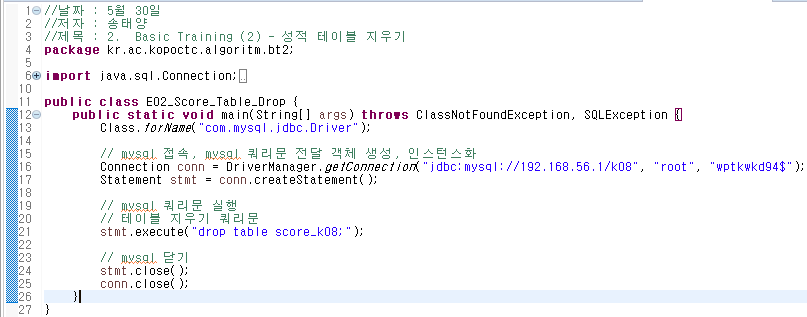 1 //날짜 : 5월 30일
2 //저자 : 송태양
3 //제목 : 2. Basic Training (2) - 성적 테이블 지우기
4 package kr.ac.kopoctc.algoritm.bt2;
5
6 import java.sql.Connection;
10
11 public class E02_Score_Table_Drop {
12 public static void main(String[] args) throws ClassNotFoundException, SQLException {
13 Class.forName("com.mysql.jdbc.Driver");
14
15 // mysql 접속, mysql 쿼리문 전달 객체 생성, 인스턴스화
16 Connection conn = DriverManager.getConnection("jdbc:mysql://192.168.56.1/k08", "root", "wptkwkd94$");
17 Statement stmt = conn.createStatement();
18
19 // mysql 쿼리문 실행
20 // 테이블 지우기 쿼리문
21 stmt.execute("drop table score_k08;");
22
23 // mysql 닫기
24 stmt.close();
25 conn.close();
26 }
27 }